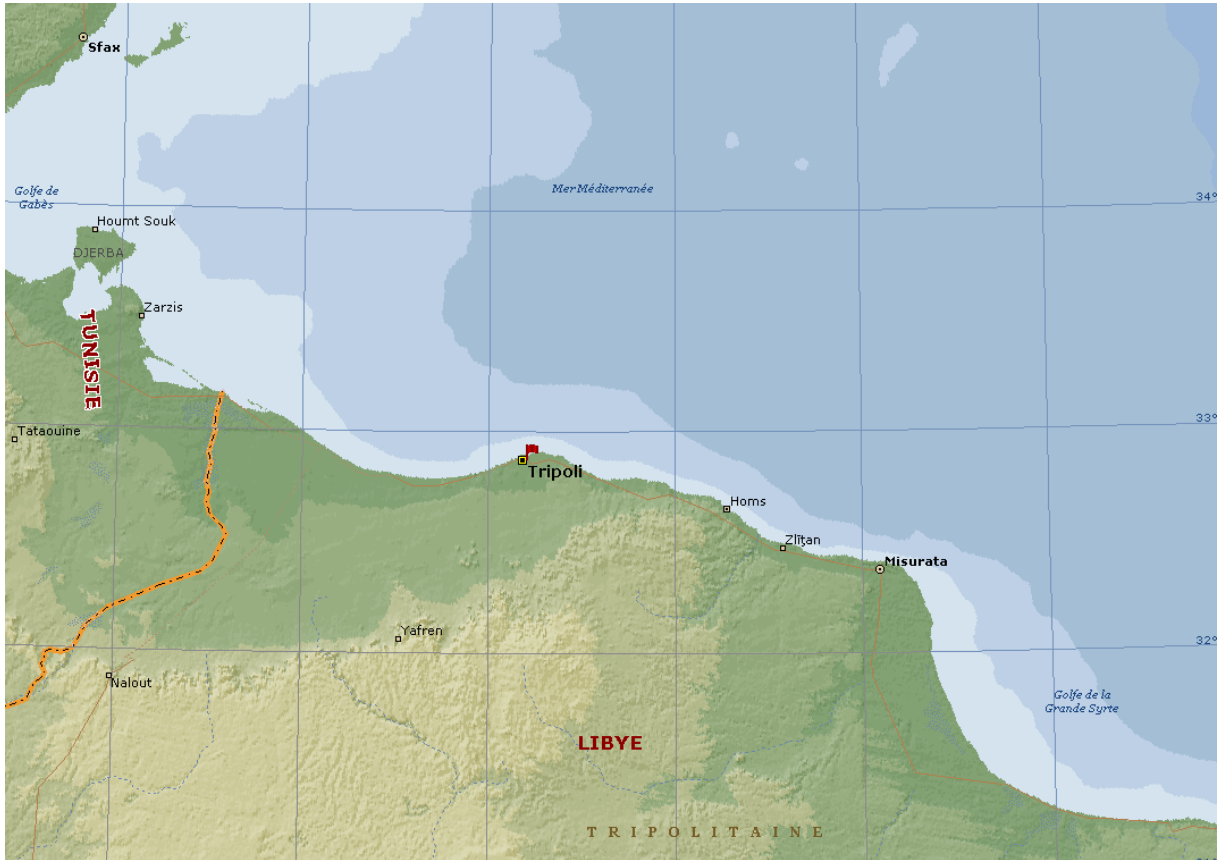 Sfax
Golfe de
Gabès
Mer Méditerranée
34°
Houmt Souk
DJERBA
Zarzis
TUNISIE
33°
Tataouine
Tripoli
Homs
Zlīţan
Misurata
Yafren
32°
Nalout
Golfe de la
Grande Syrte
LIBYE
TRIPOLITAINE